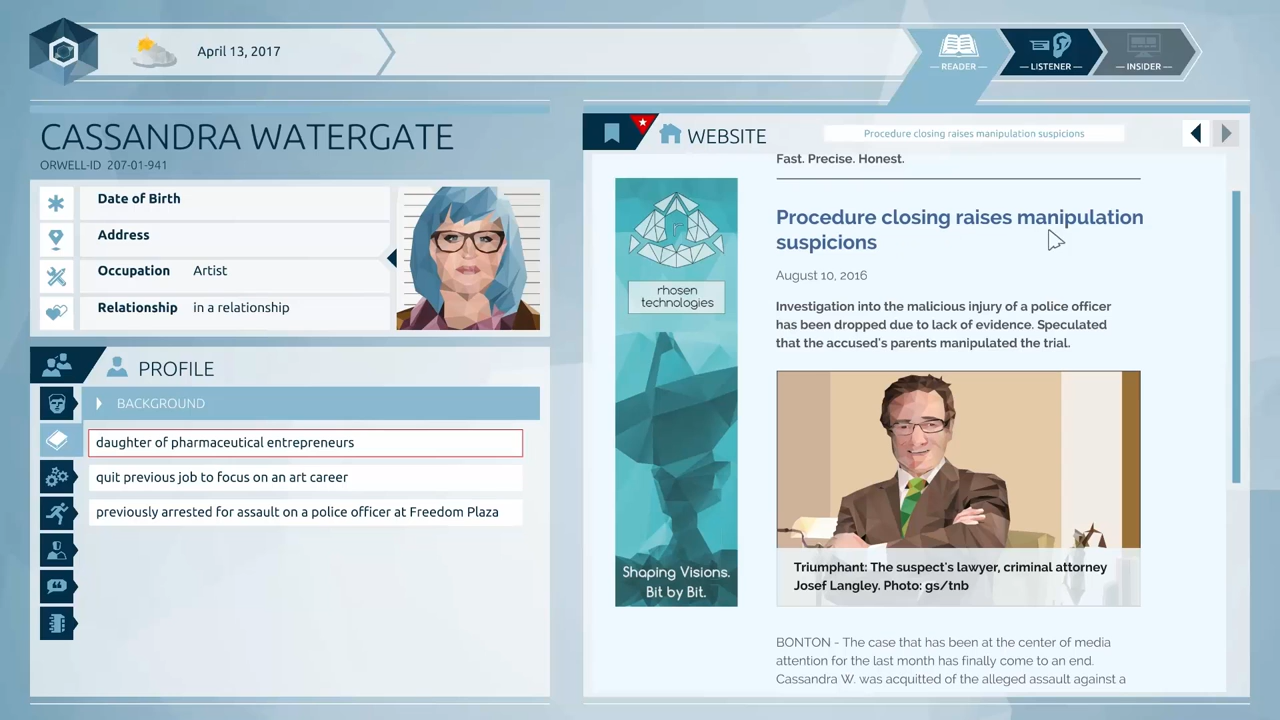 April 13, 2017
READER
LISTENER
INSIDER
CASSANDRA WATERGATE
ORWELL-ID 207-01-941
Date of Birth
Address
Occupation Artist
Relationship in a relationship
PROFILE
BACKGROUND
daughter of pharmaceutical entrepreneurs
quit previous job to focus on an art career
previously arrested for assault on a police officer at Freedom Plaza
WEBSITE
Procedure closing raises manipulation suspicions
Fast. Precise. Honest.
rhosen
technologies
Shaping Visions.
Bit by Bit.
Procedure closing raises manipulation
suspicions
August 10, 2016
Investigation into the malicious injury of a police officer
has been dropped due to lack of evidence. Speculated
that the accused's parents manipulated the trial.
Triumphant: The suspect's lawyer, criminal attorney
Josef Langley. Photo: gs/tnb
BONTON - The case that has been at the center of media
attention for the last month has finally come to an end.
Cassandra W. was acquitted of the alleged assault against a